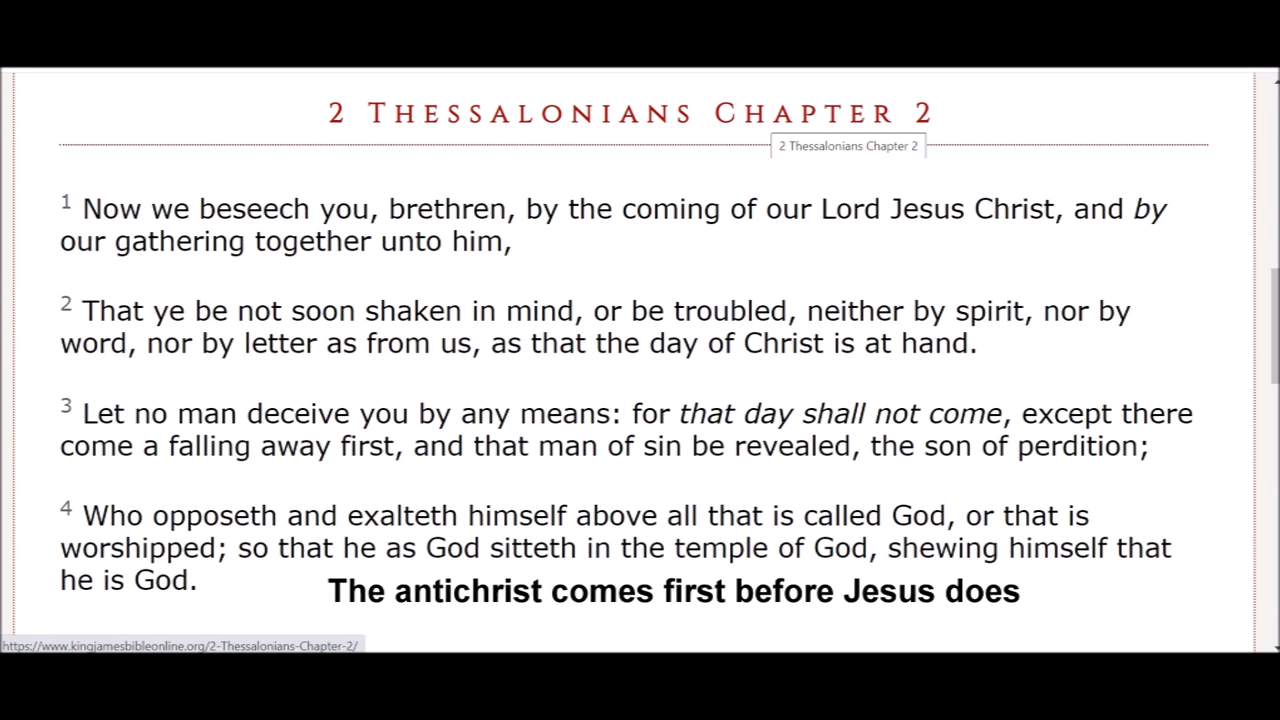 2 Thessalonians Chapter 2
2 Thessalonians Chapter 2
1 Now we beseech you, brethren, by the coming of our Lord Jesus Christ, and by
our gathering together unto him,
2 That ye be not soon shaken in mind, or be troubled, neither by spirit, nor by
word, nor by letter as from us, as that the day of Christ is at hand.
3 Let no man deceive you by any means: for that day shall not come, except there
come a falling away first, and that man of sin be revealed, the son of perdition;
4 Who opposeth and exalteth himself above all that is called God, or that is
worshipped; so that he as God sitteth in the temple of God, shewing himself that
he is God.
The antichrist comes first before Jesus does
https://www.kingjamesbibleonline.org/2-Thessalonians-Chapter-2/